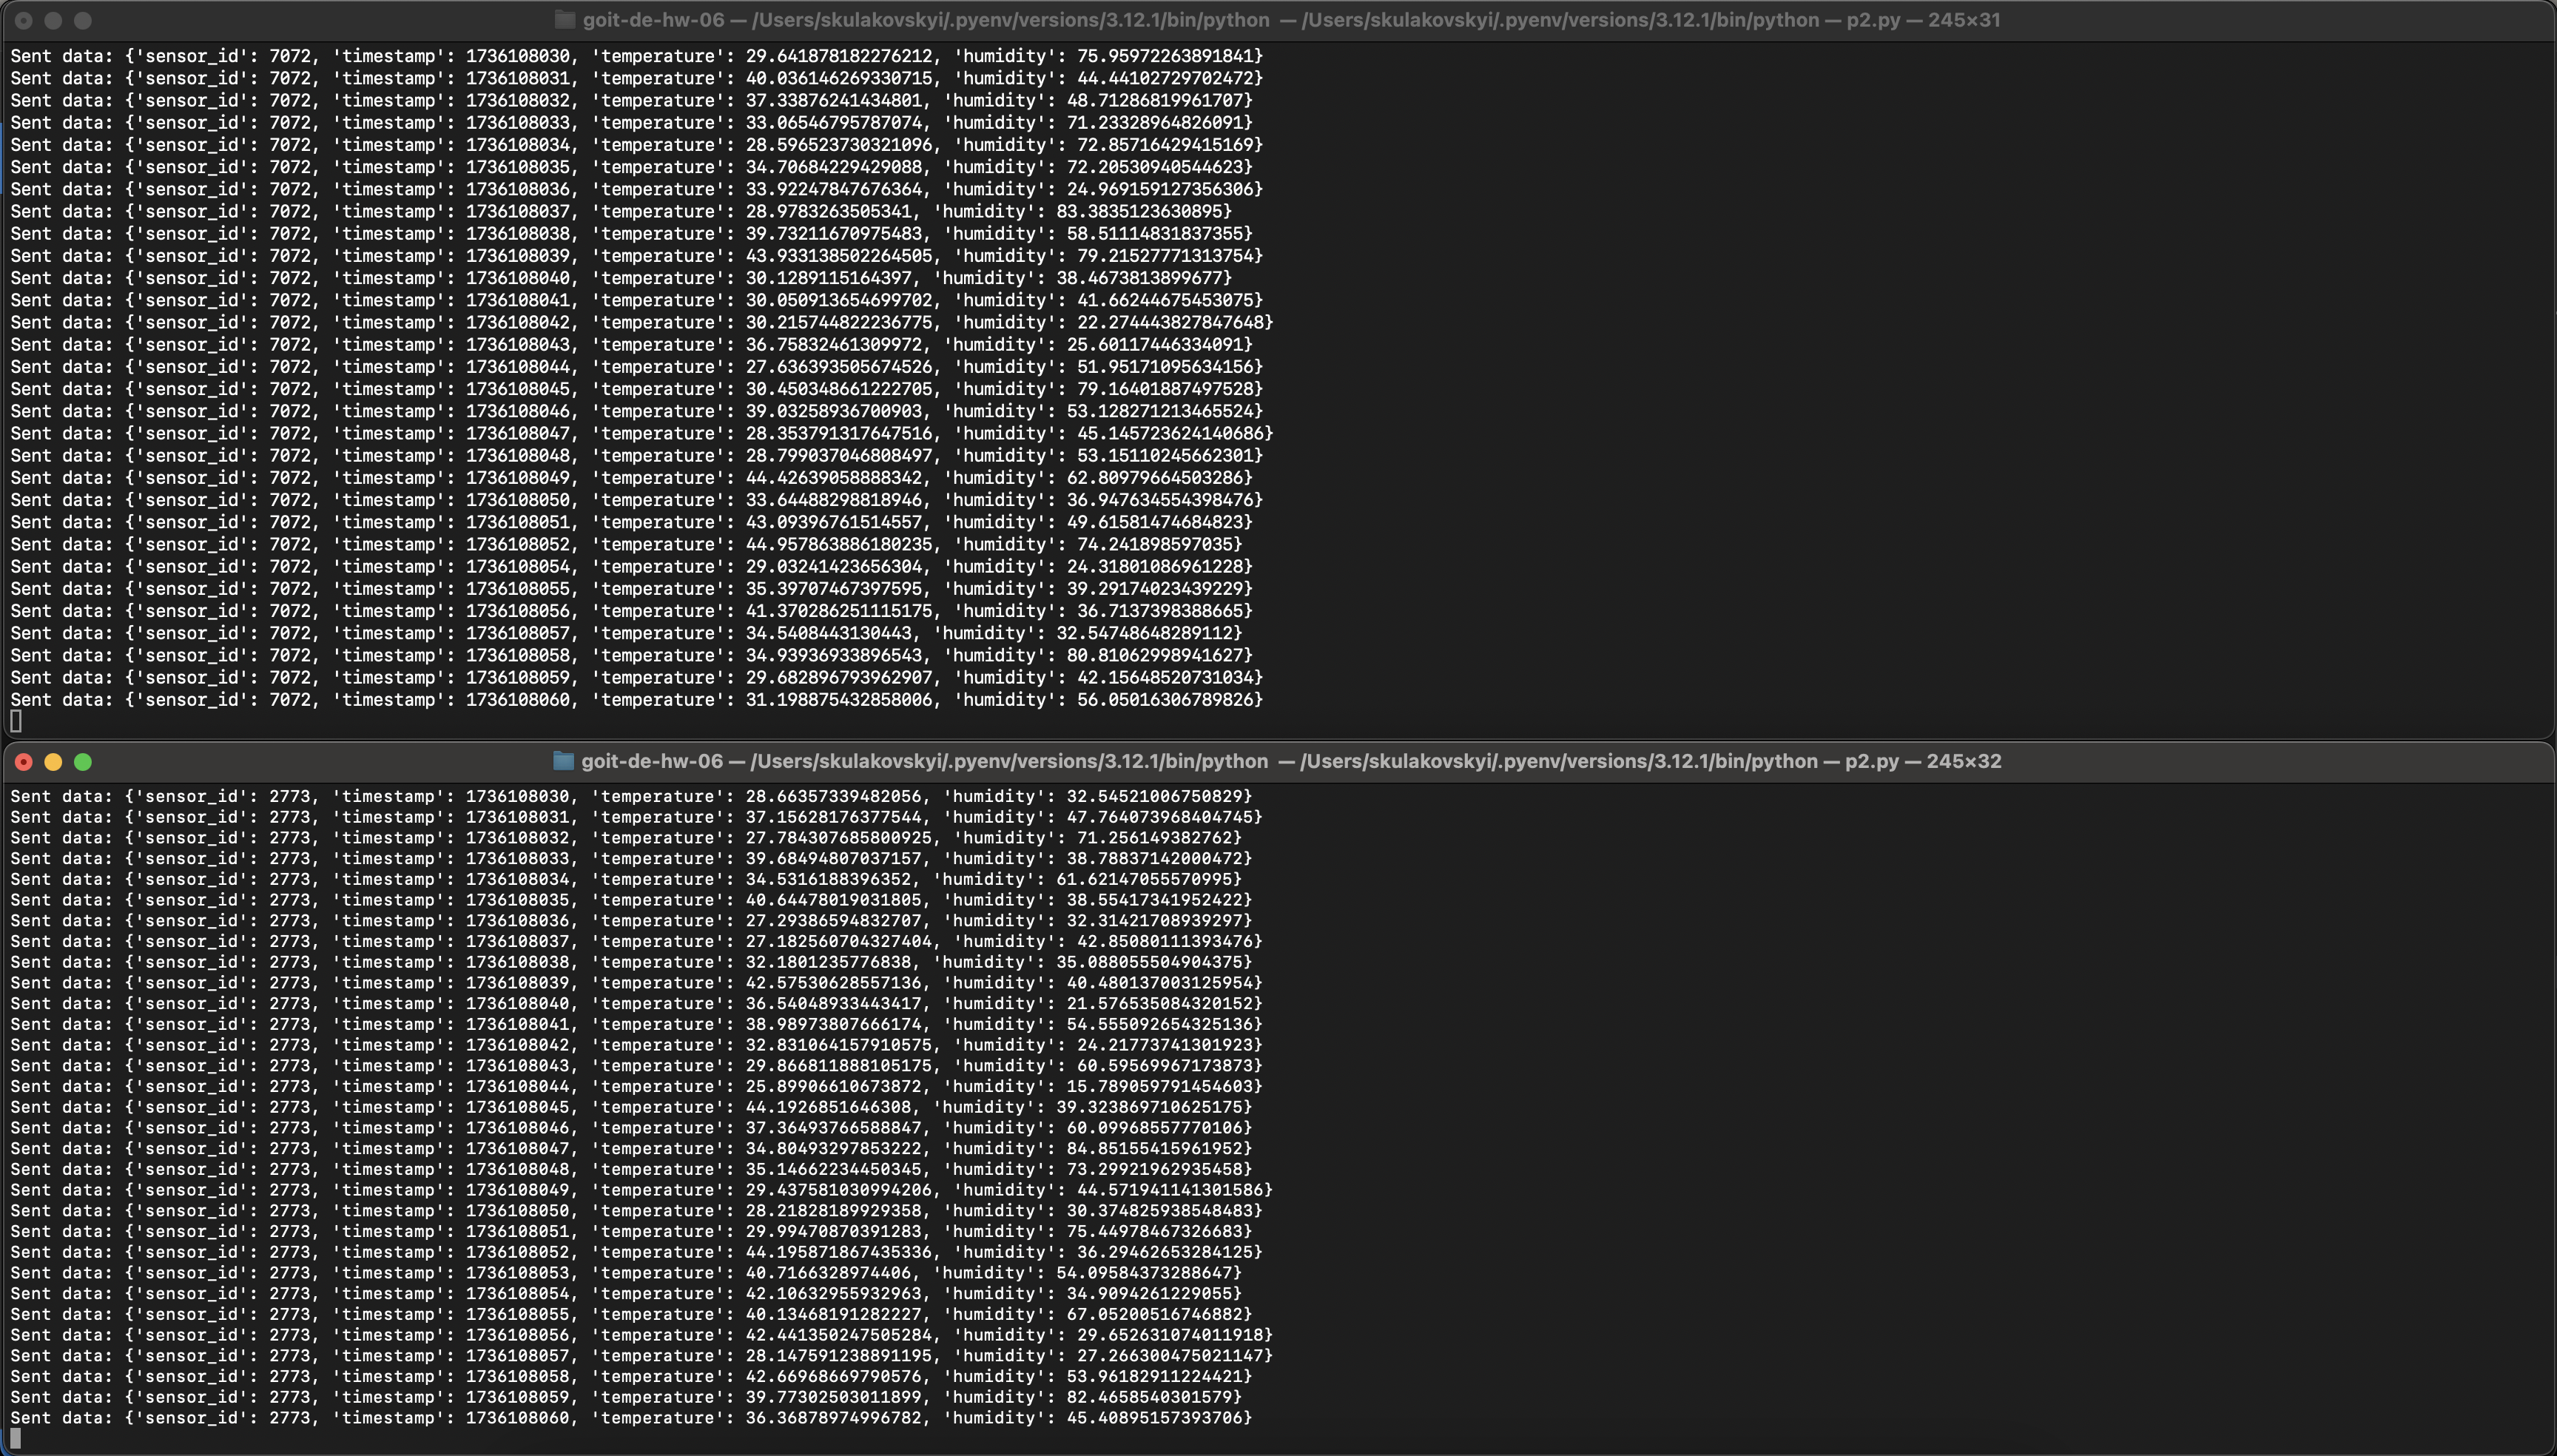 goit-de-hw-06 — /Users/skulakovskyi/.pyenv/versions/3.12.1/bin/python — /Users/skulakovskyi/.pyenv/versions/3.12.1/bin/python — p2.py — 245×31
Sent data: {'sensor_id': 7072, 'timestamp': 1736108030, 'temperature': 29.641878182276212, 'humidity': 75.95972263891841}
Sent data: {'sensor_id': 7072, 'timestamp': 1736108031, 'temperature': 40.036146269330715, 'humidity': 44.44102729702472}
Sent data: {'sensor_id': 7072, 'timestamp': 1736108032, 'temperature': 37.33876241434801, 'humidity': 48.71286819961707}
Sent data: {'sensor_id': 7072, 'timestamp': 1736108033, 'temperature': 33.06546795787074, 'humidity': 71.23328964826091}
Sent data: {'sensor_id': 7072, 'timestamp': 1736108034, 'temperature': 28.596523730321096, 'humidity': 72.85716429415169}
Sent data: {'sensor_id': 7072, 'timestamp': 1736108035, 'temperature': 34.70684229429088, 'humidity': 72.20530940544623}
Sent data: {'sensor_id': 7072, 'timestamp': 1736108036, 'temperature': 33.92247847676364, 'humidity': 24.969159127356306}
Sent data: {'sensor_id': 7072, 'timestamp': 1736108037, 'temperature': 28.9783263505341, 'humidity': 83.3835123630895}
Sent data: {'sensor_id': 7072, 'timestamp': 1736108038, 'temperature': 39.73211670975483, 'humidity': 58.51114831837355}
Sent data: {'sensor_id': 7072, 'timestamp': 1736108039, 'temperature': 43.933138502264505, 'humidity': 79.21527771313754}
Sent data: {'sensor_id': 7072, 'timestamp': 1736108040, 'temperature': 30.1289115164397, 'humidity': 38.4673813899677}
Sent data: {'sensor_id': 7072, 'timestamp': 1736108041, 'temperature': 30.050913654699702, 'humidity': 41.66244675453075}
Sent data: {'sensor_id': 7072, 'timestamp': 1736108042, 'temperature': 30.215744822236775, 'humidity': 22.274443827847648}
Sent data: {'sensor_id': 7072, 'timestamp': 1736108043, 'temperature': 36.75832461309972, 'humidity': 25.60117446334091}
Sent data: {'sensor_id': 7072, 'timestamp': 1736108044, 'temperature': 27.636393505674526, 'humidity': 51.95171095634156}
Sent data: {'sensor_id': 7072, 'timestamp': 1736108045, 'temperature': 30.450348661222705, 'humidity': 79.16401887497528}
Sent data: {'sensor_id': 7072, 'timestamp': 1736108046, 'temperature': 39.03258936700903, 'humidity': 53.128271213465524}
Sent data: {'sensor_id': 7072, 'timestamp': 1736108047, 'temperature': 28.353791317647516, 'humidity': 45.145723624140686}
Sent data: {'sensor_id': 7072, 'timestamp': 1736108048, 'temperature': 28.799037046808497, 'humidity': 53.15110245662301}
Sent data: {'sensor_id': 7072, 'timestamp': 1736108049, 'temperature': 44.42639058888342, 'humidity': 62.80979664503286}
Sent data: {'sensor_id': 7072, 'timestamp': 1736108050, 'temperature': 33.64488298818946, 'humidity': 36.947634554398476}
Sent data: {'sensor_id': 7072, 'timestamp': 1736108051, 'temperature': 43.09396761514557, 'humidity': 49.61581474684823}
Sent data: {'sensor_id': 7072, 'timestamp': 1736108052, 'temperature': 44.957863886180235, 'humidity': 74.241898597035}
Sent data: {'sensor_id': 7072, 'timestamp': 1736108054, 'temperature': 29.03241423656304, 'humidity': 24.31801086961228}
Sent data: {'sensor_id': 7072, 'timestamp': 1736108055, 'temperature': 35.39707467397595, 'humidity': 39.29174023439229}
Sent data: {'sensor_id': 7072, 'timestamp': 1736108056, 'temperature': 41.370286251115175, 'humidity': 36.7137398388665}
Sent data: {'sensor_id': 7072, 'timestamp': 1736108057, 'temperature': 34.5408443130443, 'humidity': 32.54748648289112}
Sent data: {'sensor_id': 7072, 'timestamp': 1736108058, 'temperature': 34.93936933896543, 'humidity': 80.81062998941627}
Sent data: {'sensor_id': 7072, 'timestamp': 1736108059, 'temperature': 29.682896793962907, 'humidity': 42.15648520731034}
Sent data: {'sensor_id': 7072, 'timestamp': 1736108060, 'temperature': 31.198875432858006, 'humidity': 56.05016306789826}
goit-de-hw-06 — /Users/skulakovskyi/.pyenv/versions/3.12.1/bin/python — /Users/skulakovskyi/.pyenv/versions/3.12.1/bin/python — p2.py — 245×32
Sent data: {'sensor_id': 2773, 'timestamp': 1736108030, 'temperature': 28.66357339482056, 'humidity': 32.54521006750829}
Sent data: {'sensor_id': 2773, 'timestamp': 1736108031, 'temperature': 37.15628176377544, 'humidity': 47.764073968404745}
Sent data: {'sensor_id': 2773, 'timestamp': 1736108032, 'temperature': 27.784307685800925, 'humidity': 71.256149382762}
Sent data: {'sensor_id': 2773, 'timestamp': 1736108033, 'temperature': 39.68494807037157, 'humidity': 38.78837142000472}
Sent data: {'sensor_id': 2773, 'timestamp': 1736108034, 'temperature': 34.5316188396352, 'humidity': 61.62147055570995}
Sent data: {'sensor_id': 2773, 'timestamp': 1736108035, 'temperature': 40.64478019031805, 'humidity': 38.55417341952422}
Sent data: {'sensor_id': 2773, 'timestamp': 1736108036, 'temperature': 27.29386594832707, 'humidity': 32.31421708939297}
Sent data: {'sensor_id': 2773, 'timestamp': 1736108037, 'temperature': 27.182560704327404, 'humidity': 42.85080111393476}
Sent data: {'sensor_id': 2773, 'timestamp': 1736108038, 'temperature': 32.1801235776838, 'humidity': 35.088055504904375}
Sent data: {'sensor_id': 2773, 'timestamp': 1736108039, 'temperature': 42.57530628557136, 'humidity': 40.480137003125954}
Sent data: {'sensor_id': 2773, 'timestamp': 1736108040, 'temperature': 36.54048933443417, 'humidity': 21.576535084320152}
Sent data: {'sensor_id': 2773, 'timestamp': 1736108041, 'temperature': 38.98973807666174, 'humidity': 54.555092654325136}
Sent data: {'sensor_id': 2773, 'timestamp': 1736108042, 'temperature': 32.831064157910575, 'humidity': 24.21773741301923}
Sent data: {'sensor_id': 2773, 'timestamp': 1736108043, 'temperature': 29.866811888105175, 'humidity': 60.59569967173873}
Sent data: {'sensor_id': 2773, 'timestamp': 1736108044, 'temperature': 25.89906610673872, 'humidity': 15.789059791454603}
Sent data: {'sensor_id': 2773, 'timestamp': 1736108045, 'temperature': 44.1926851646308, 'humidity': 39.323869710625175}
Sent data: {'sensor_id': 2773, 'timestamp': 1736108046, 'temperature': 37.36493766588847, 'humidity': 60.09968557770106}
Sent data: {'sensor_id': 2773, 'timestamp': 1736108047, 'temperature': 34.80493297853222, 'humidity': 84.85155415961952}
Sent data: {'sensor_id': 2773, 'timestamp': 1736108048, 'temperature': 35.14662234450345, 'humidity': 73.29921962935458}
Sent data: {'sensor_id': 2773, 'timestamp': 1736108049, 'temperature': 29.437581030994206, 'humidity': 44.571941141301586}
Sent data: {'sensor_id': 2773, 'timestamp': 1736108050, 'temperature': 28.21828189929358, 'humidity': 30.374825938548483}
Sent data: {'sensor_id': 2773, 'timestamp': 1736108051, 'temperature': 29.99470870391283, 'humidity': 75.44978467326683}
Sent data: {'sensor_id': 2773, 'timestamp': 1736108052, 'temperature': 44.195871867435336, 'humidity': 36.29462653284125}
Sent data: {'sensor_id': 2773, 'timestamp': 1736108053, 'temperature': 40.7166328974406, 'humidity': 54.09584373288647}
Sent data: {'sensor_id': 2773, 'timestamp': 1736108054, 'temperature': 42.10632955932963, 'humidity': 34.9094261229055}
Sent data: {'sensor_id': 2773, 'timestamp': 1736108055, 'temperature': 40.13468191282227, 'humidity': 67.05200516746882}
Sent data: {'sensor_id': 2773, 'timestamp': 1736108056, 'temperature': 42.441350247505284, 'humidity': 29.652631074011918}
Sent data: {'sensor_id': 2773, 'timestamp': 1736108057, 'temperature': 28.147591238891195, 'humidity': 27.266300475021147}
Sent data: {'sensor_id': 2773, 'timestamp': 1736108058, 'temperature': 42.66968669790576, 'humidity': 53.96182911224421}
Sent data: {'sensor_id': 2773, 'timestamp': 1736108059, 'temperature': 39.77302503011899, 'humidity': 82.4658540301579}
Sent data: {'sensor_id': 2773, 'timestamp': 1736108060, 'temperature': 36.36878974996782, 'humidity': 45.40895157393706}